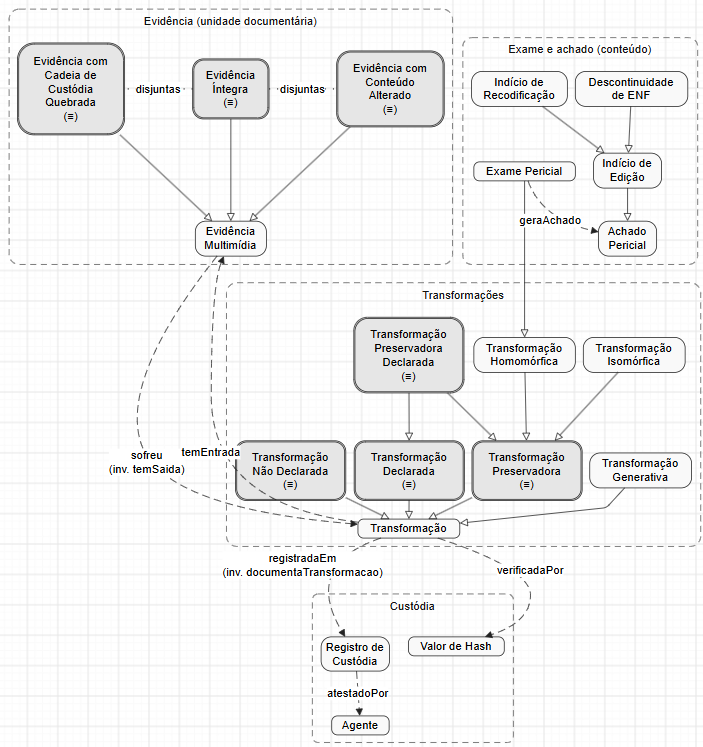 Evidência (unidade documentária)
Evidência com
Cadeia de
Custódia
Quebrada
(≡)
disjuntas
Evidência
Íntegra
(≡)
disjuntas
Evidência com
Conteúdo
Alterado
(≡)
Evidência
Multimídia
Exame e achado (conteúdo)
Indício de
Recodificação
Descontinuidade
de ENF
Exame Pericial
Indício de
Edição
geraAchado
Achado
Pericial
Transformações
Transformação
Preservadora
Declarada
(≡)
Transformação
Homomórfica
Transformação
Isomórfica
sofreu
(inv. temSaida)
temEntrada
Transformação
Não Declarada
(≡)
Transformação
Declarada
(≡)
Transformação
Preservadora
(≡)
Transformação
Generativa
Transformação
registradaEm
(inv. documentaTransformacao)
verificadaPor
Custódia
Registro de
Custódia
Valor de Hash
atestadoPor
Agente